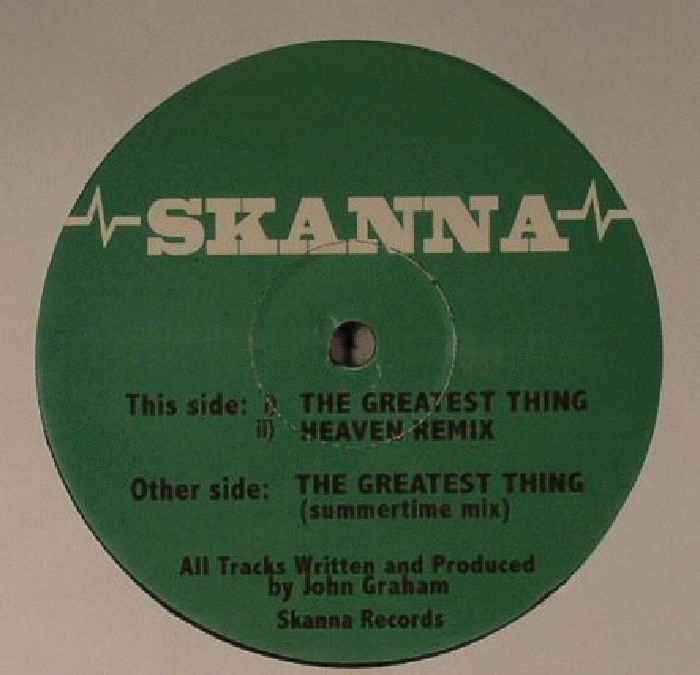 SKANNA
This side: i) THE GREATEST THING
ii) HEAVEN REMIX
Other side: THE GREATEST THING
(summertime mix)
All Tracks Written and Produced
by John Graham
Skanna Records